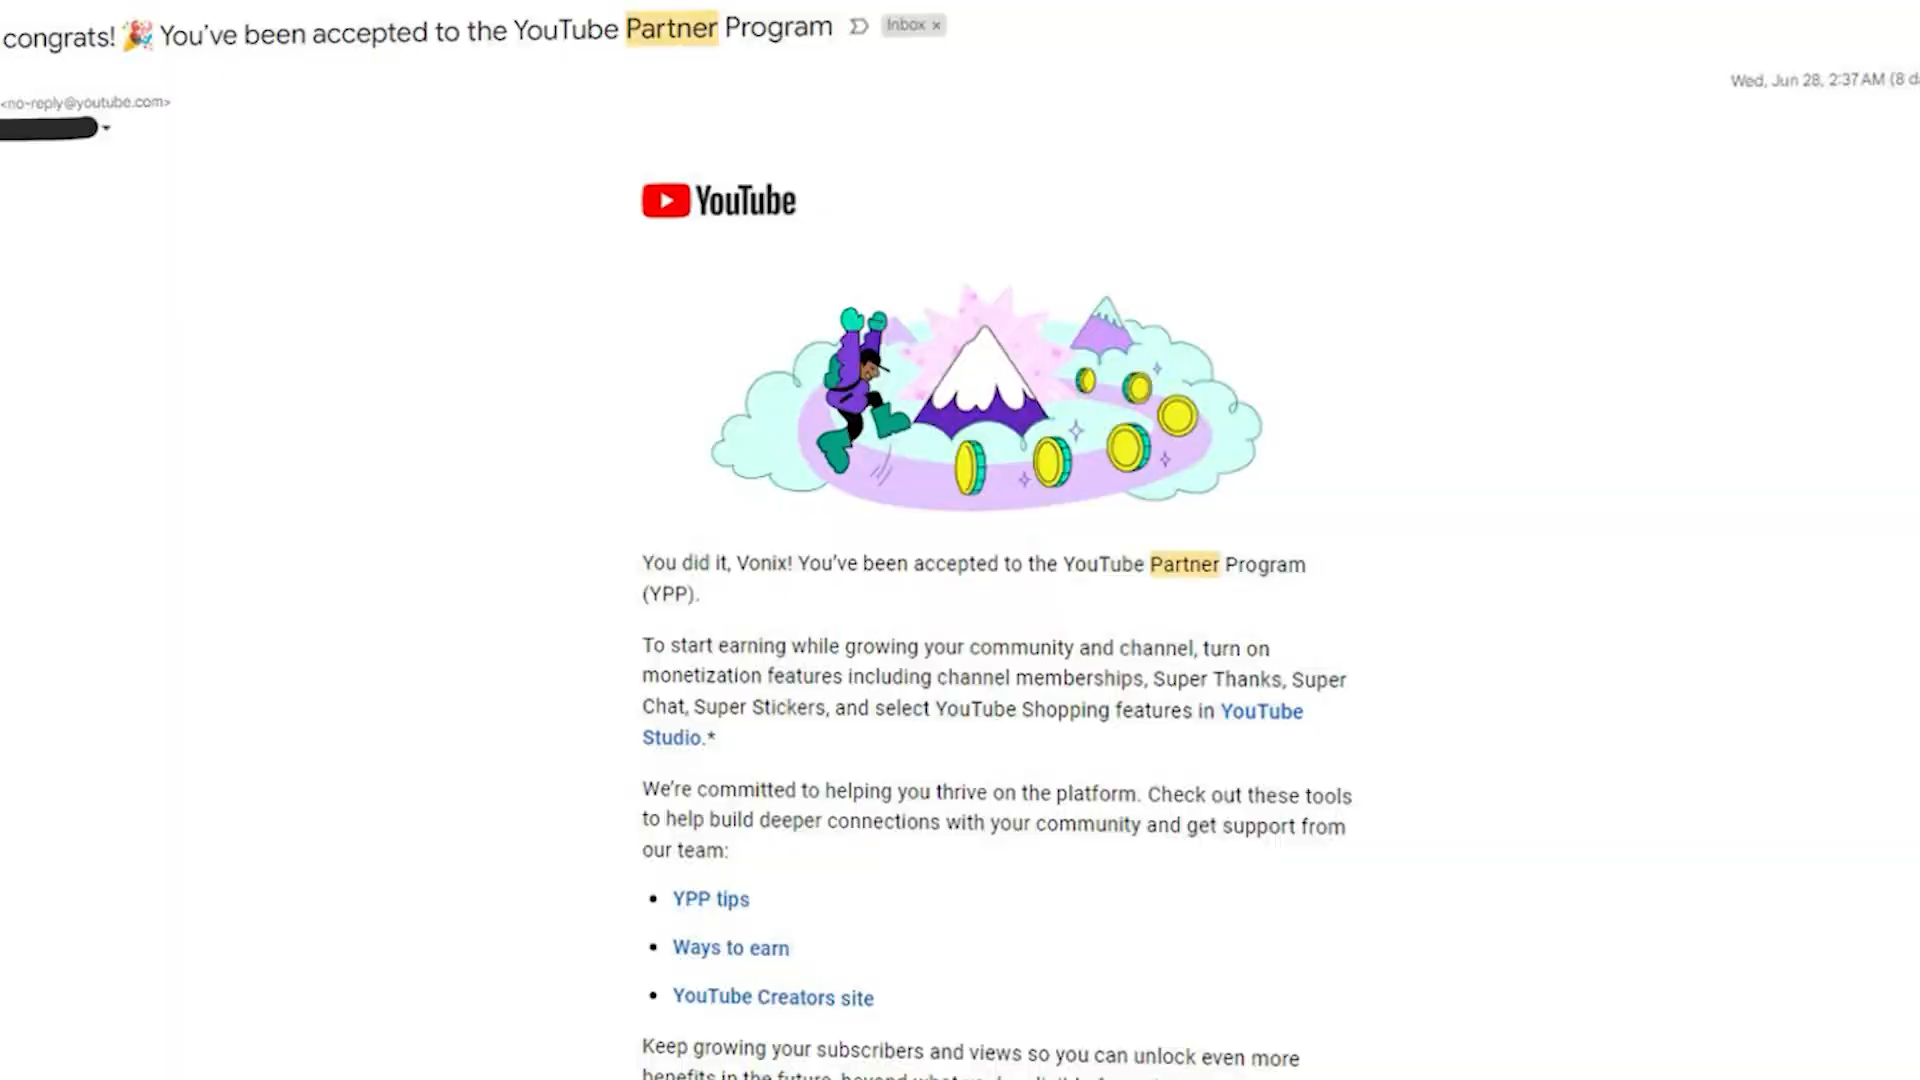 congrats! 🎉 You've been accepted to the YouTube Partner Program Inbox ×
Wed, Jun 28, 2:37 AM (8
<no-reply@youtube.com>
YouTube
You did it, Vonix! You've been accepted to the YouTube Partner Program
(YPP).
To start earning while growing your community and channel, turn on
monetization features including channel memberships, Super Thanks, Super
Chat, Super Stickers, and select YouTube Shopping features in YouTube
Studio.*
We're committed to helping you thrive on the platform. Check out these tools
to help build deeper connections with your community and get support from
our team:
• YPP tips
• Ways to earn
• YouTube Creators site
Keep growing your subscribers and views so you can unlock even more
benefits in the future, beyond